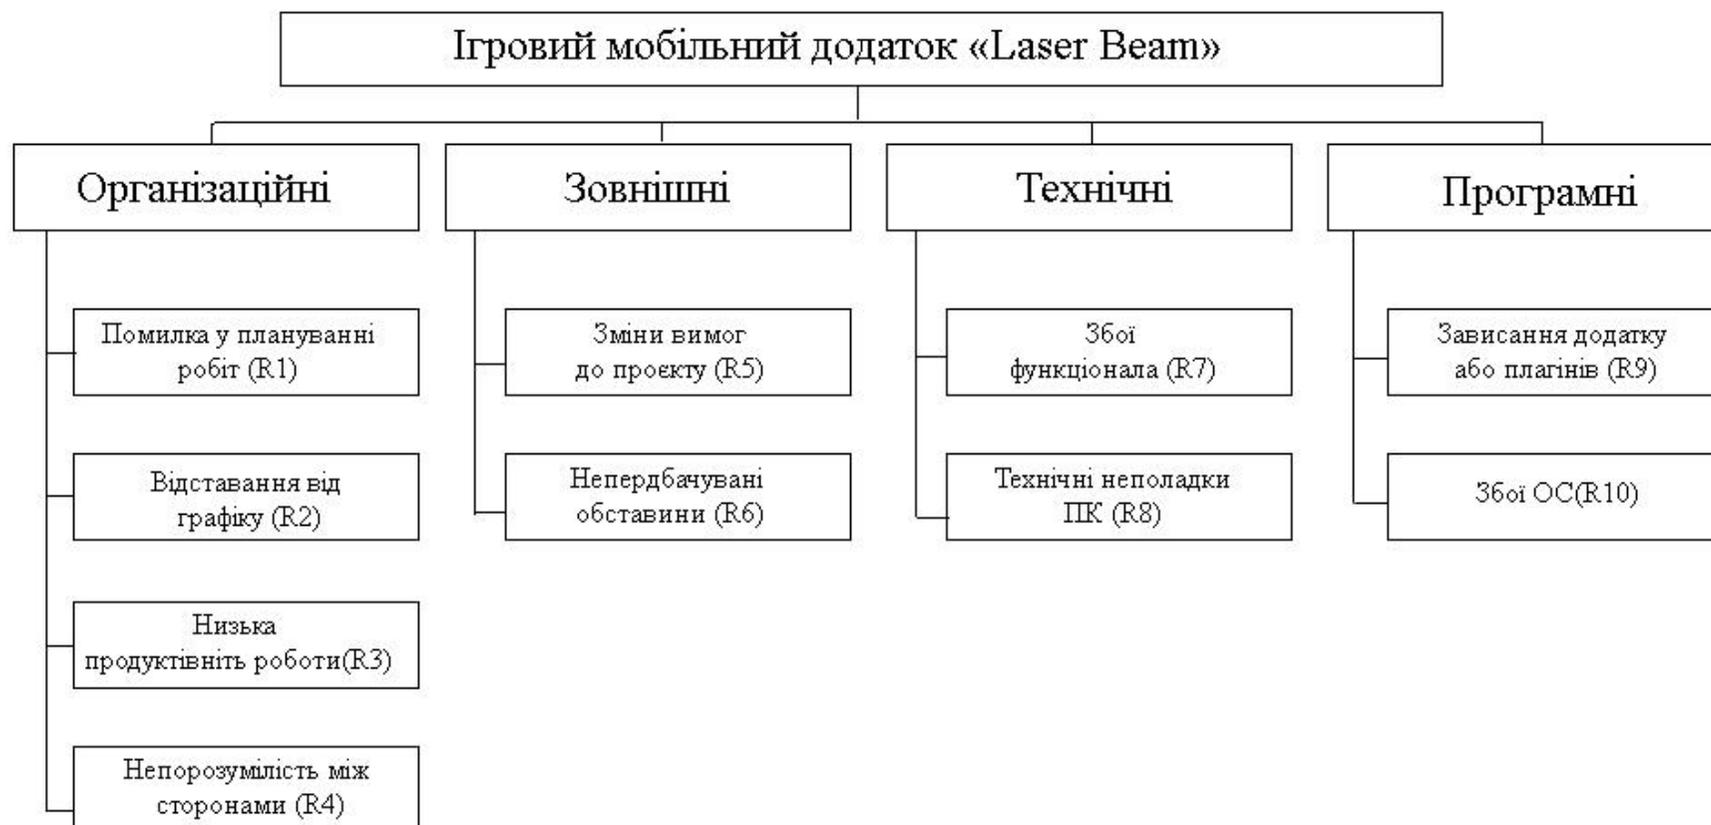 Ігровий мобільний додаток «Laser Beam»
Організаційні
Помилка у плануванні
робіт (R1)
Відставання від
графіку (R2)
Низька
продуктівніть роботи(R3)
Непорозумілість між
сторонами (R4)
Зовнішні
Зміни вимог
до проєкту (R5)
Непердбачувані
обставини (R6)
Технічні
Збої
функціонала (R7)
Технічні неполадки
ПК (R8)
Програмні
Зависання додатку
або плагінів (R9)
Збої ОС(R10)